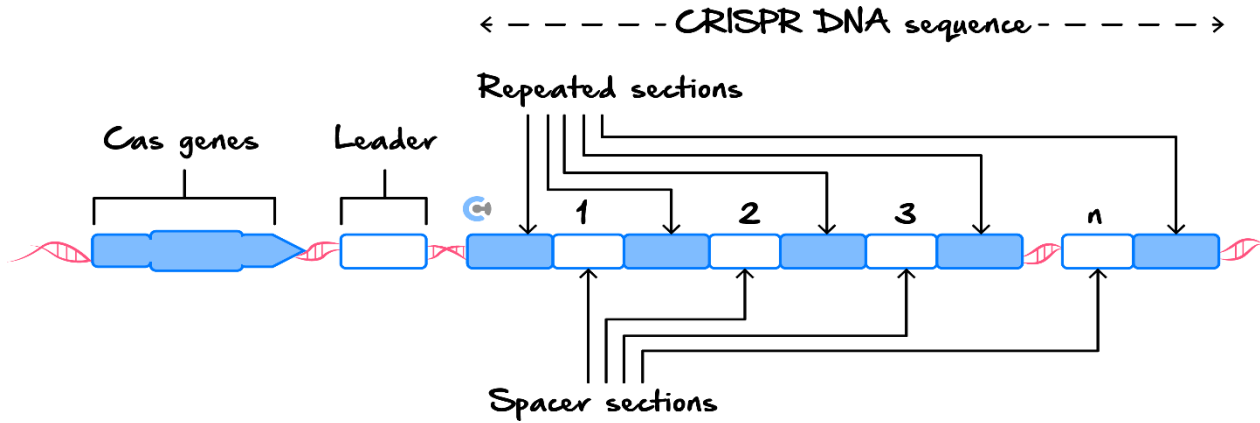 CRISPR DNA sequence
Repeated sections
Cas genes
Leader
1
2
3
n
Spacer sections